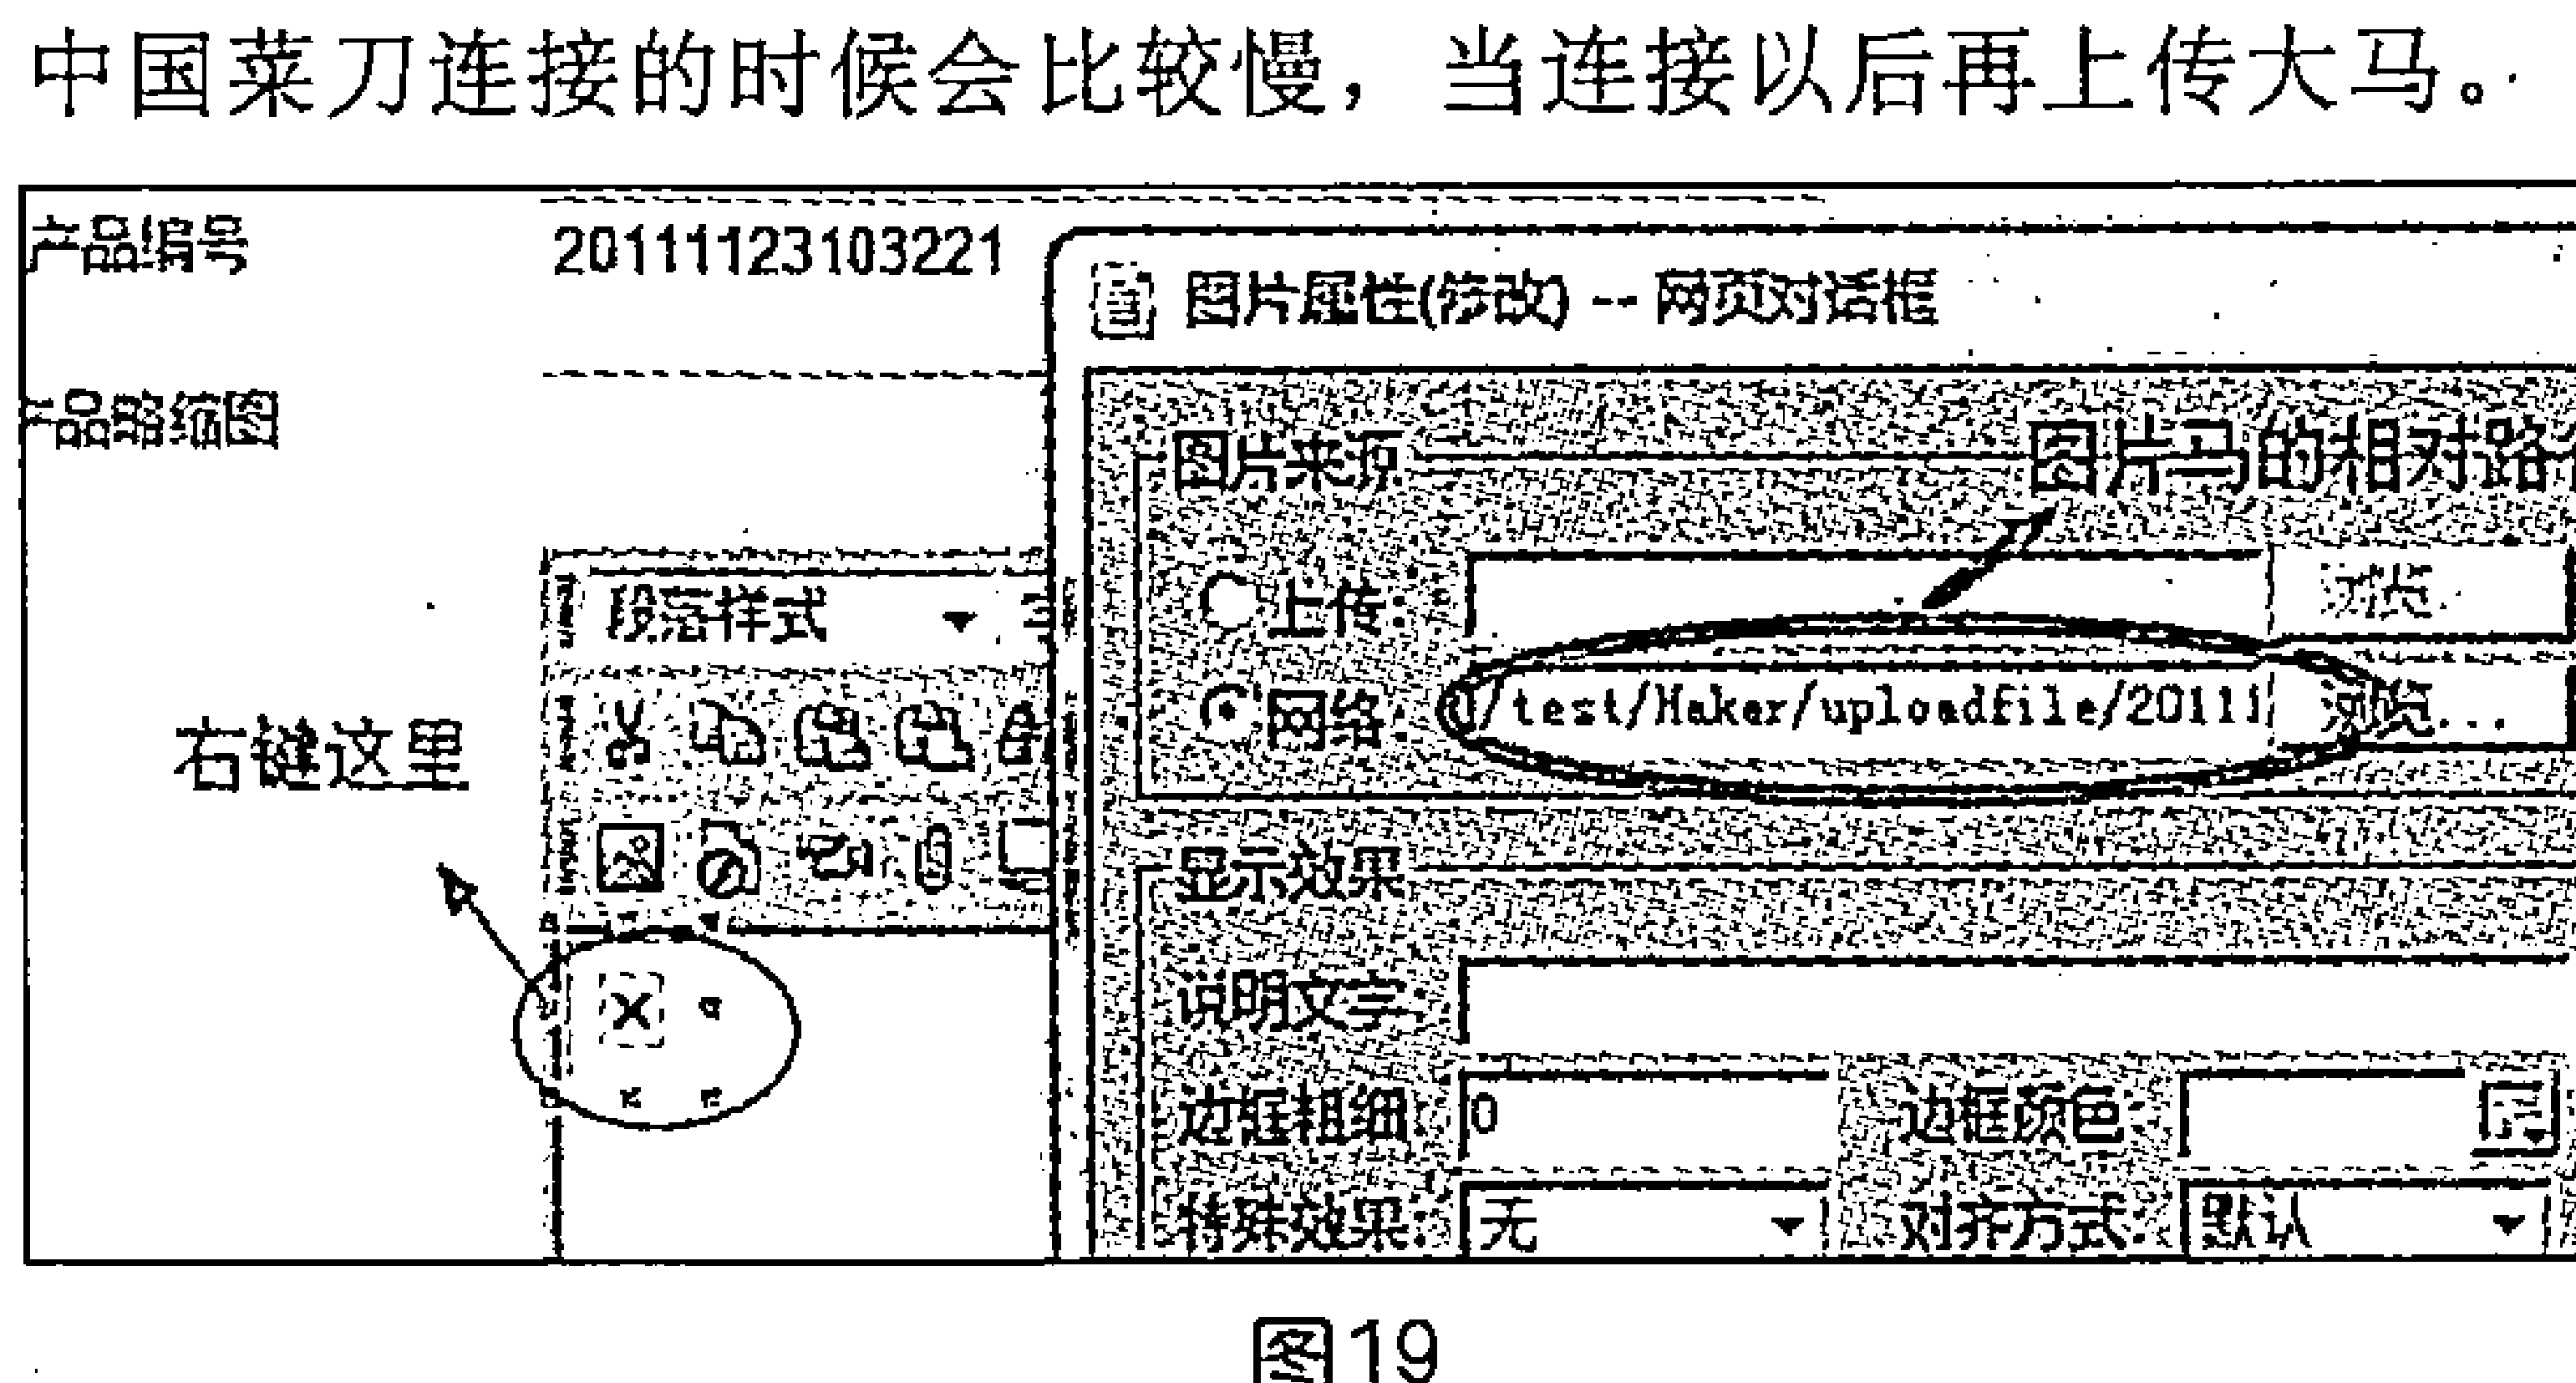 中国菜刀连接的时候会比较慢，当连接以后再上传大马。
产品编号 20111123103221
图片属性(修改) -- 网页对话框
产品略缩图
图片来源
图片马的相对路
段落样式
上传:
浏览...
网络: /test/Haker/uploadfile/20111
右键这里
显示效果
说明文字:
边框粗细: 0 边框颜色:
特殊效果: 无 对齐方式: 默认
图19